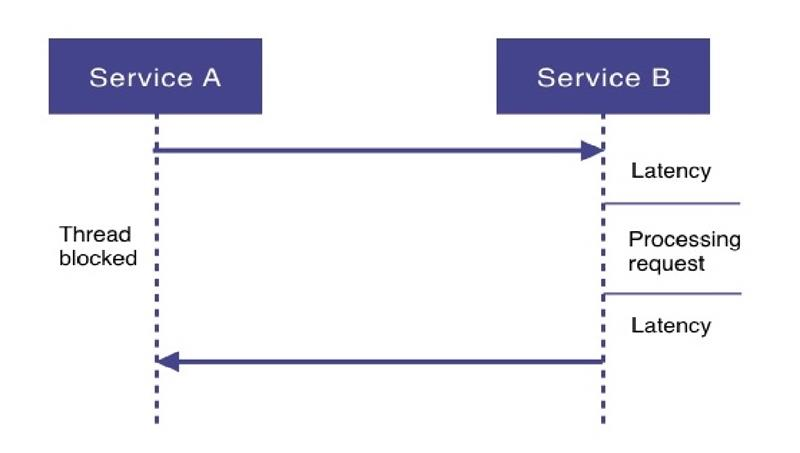 Service A
Service B
Latency
Thread
blocked
Processing
request
Latency